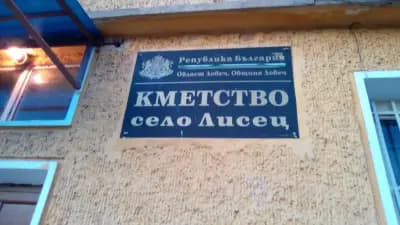 Република България
Област Ловеч, Община Ловеч
КМЕТСТВО
село Лисец